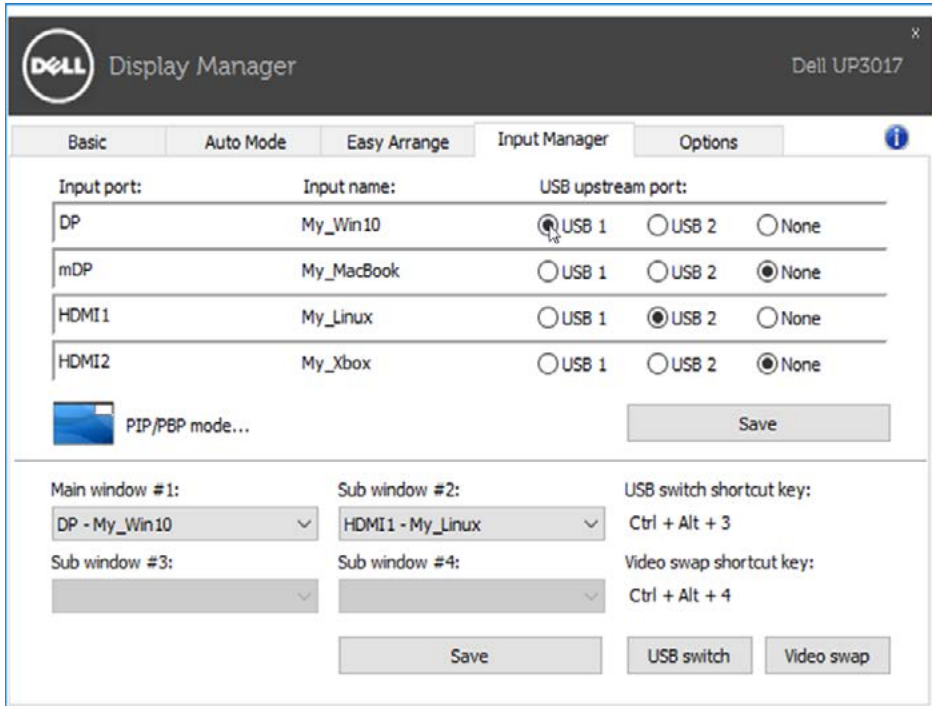 DELL Display Manager Dell UP3017 x
Basic Auto Mode Easy Arrange Input Manager Options i
Input port: Input name: USB upstream port:
DP My_Win10 USB 1 USB 2 None
mDP My_MacBook USB 1 USB 2 None
HDMI1 My_Linux USB 1 USB 2 None
HDMI2 My_Xbox USB 1 USB 2 None
PIP/PBP mode... Save
Main window #1: Sub window #2: USB switch shortcut key:
DP - My_Win10 HDMI1 - My_Linux Ctrl + Alt + 3
Sub window #3: Sub window #4: Video swap shortcut key:
Ctrl + Alt + 4
Save USB switch Video swap